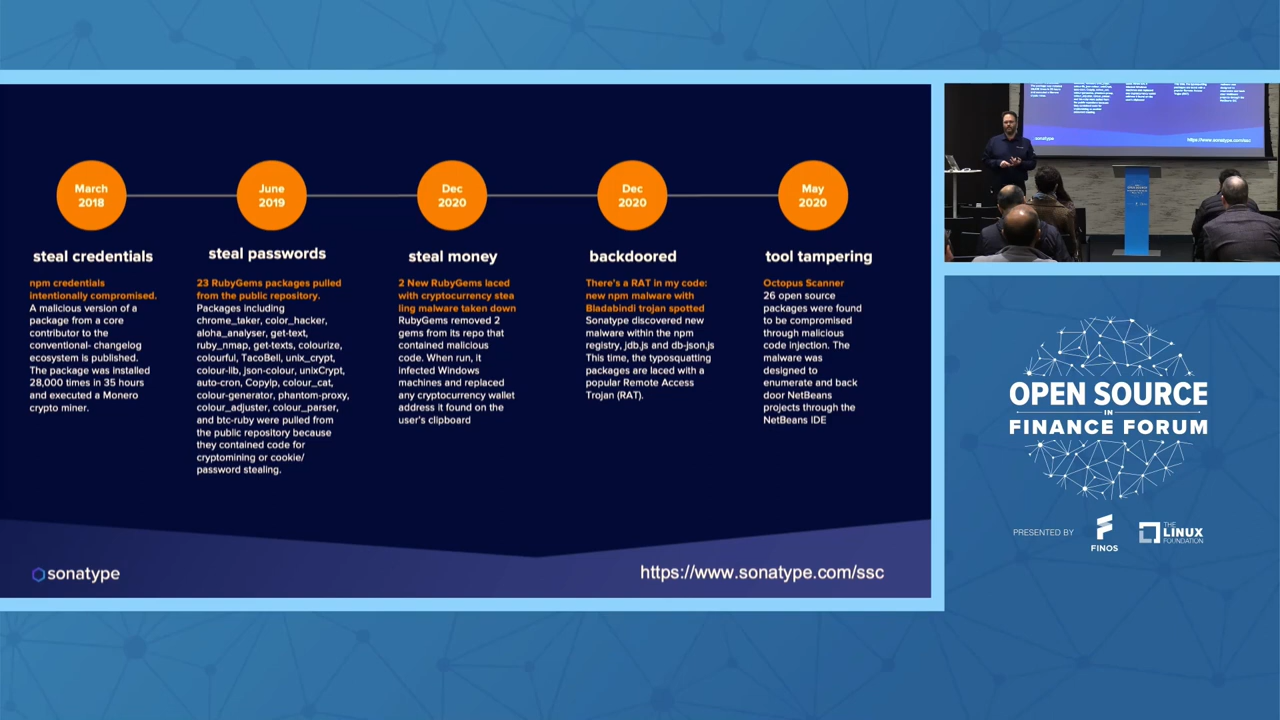 March
2018
June
2019
Dec
2020
Dec
2020
May
2020
steal credentials
npm credentials
intentionally compromised.
A malicious version of a
package from a core
contributor to the
conventional- changelog
ecosystem is published.
The package was installed
28,000 times in 35 hours
and executed a Monero
crypto miner.
steal passwords
23 RubyGems packages pulled
from the public repository.
Packages including
chrome_taker, color_hacker,
aloha_analyser, get-text,
ruby_nmap, get-texts, colourize,
colourful, TacoBell, unix_crypt,
colour-lib, json-colour, unixCrypt,
auto-cron, CopyIp, colour_cat,
colour-generator, phantom-proxy,
colour_adjuster, colour_parser,
and btc-ruby were pulled from
the public repository because
they contained code for
cryptomining or cookie/
password stealing.
steal money
2 New RubyGems laced
with cryptocurrency stea
ling malware taken down
RubyGems removed 2
gems from its repo that
contained malicious
code. When run, it
infected Windows
machines and replaced
any cryptocurrency wallet
address it found on the
user's clipboard
backdoored
There's a RAT in my code:
new npm malware with
Bladabindi trojan spotted
Sonatype discovered new
malware within the npm
registry, jdb.js and db-json.js
This time, the typosquatting
packages are laced with a
popular Remote Access
Trojan (RAT).
tool tampering
Octopus Scanner
26 open source
packages were found
to be compromised
through malicious
code injection. The
malware was
designed to
enumerate and back
door NetBeans
projects through the
NetBeans IDE
sonatype
https://www.sonatype.com/ssc
sonatype
https://www.sonatype.com/ssc
OPEN SOURCE
IN
FINANCE FORUM
PRESENTED BY
FINOS
THE
LINUX
FOUNDATION